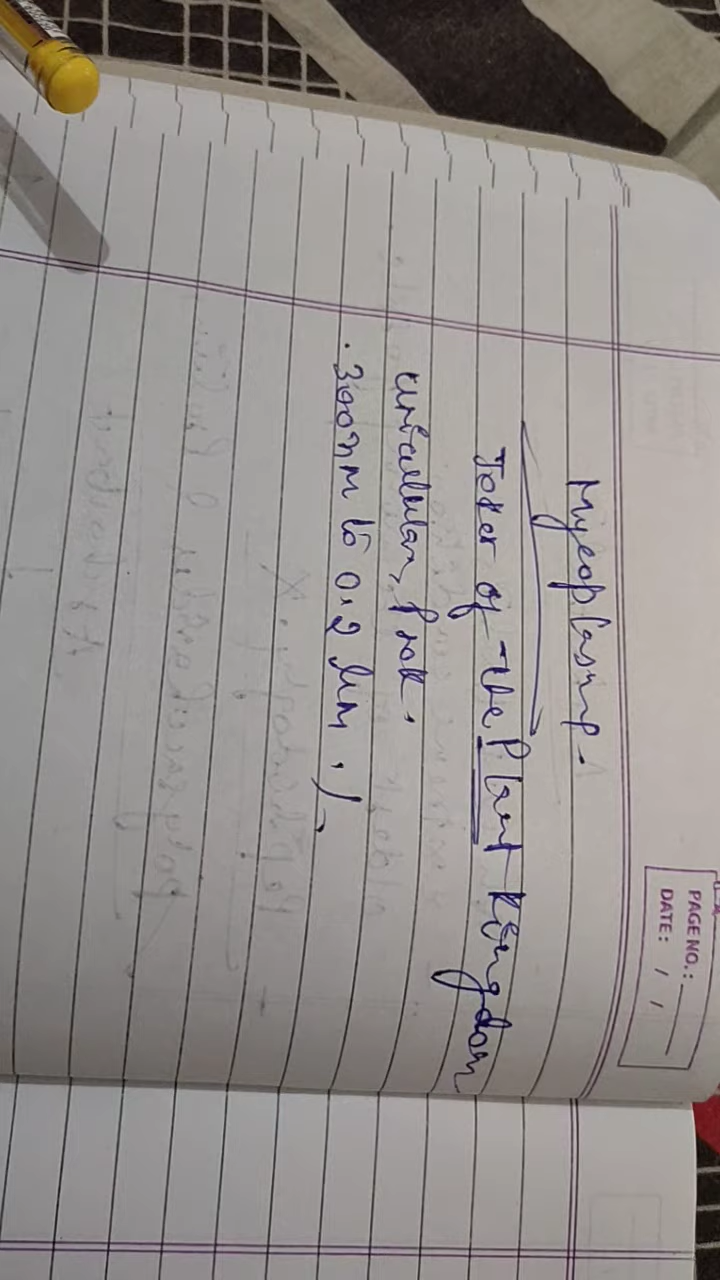 PAGE NO.:
DATE: / /
Mycoplasma.
Joker of the Plant kingdom
unicellular, Prok.
. 300nm to 0.2 µm.